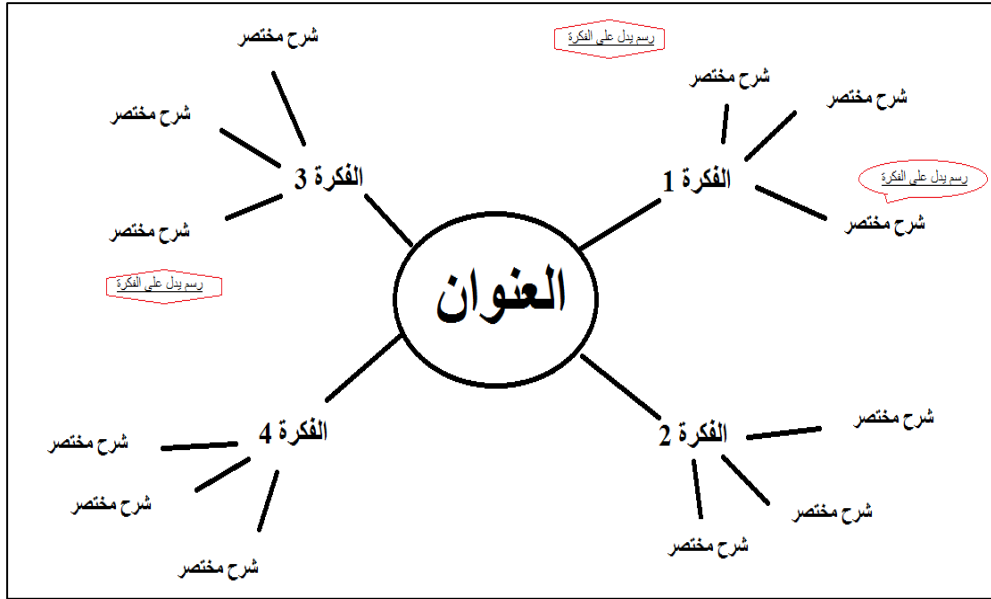 العنوان
رسم يدل على الفكرة
الفكرة 1
شرح مختصر
شرح مختصر
شرح مختصر
رسم يدل على الفكرة
الفكرة 2
شرح مختصر
شرح مختصر
شرح مختصر
الفكرة 3
شرح مختصر
شرح مختصر
شرح مختصر
رسم يدل على الفكرة
الفكرة 4
شرح مختصر
شرح مختصر
شرح مختصر